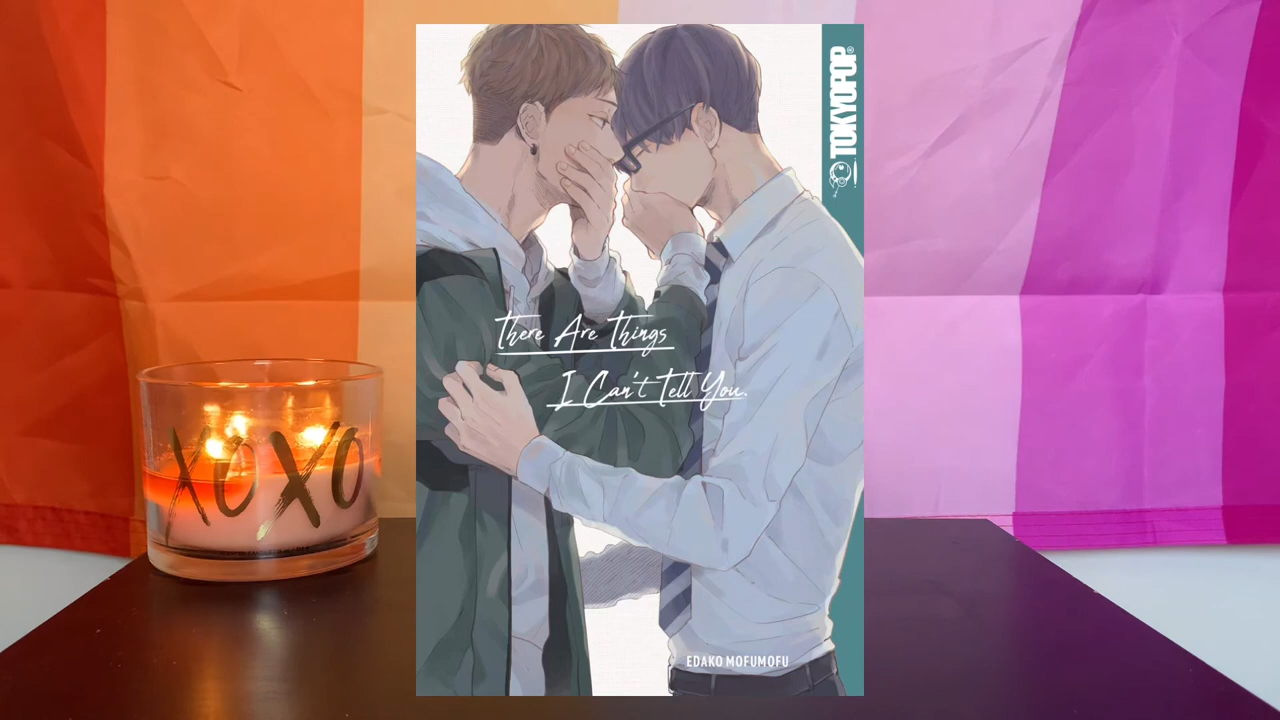 TOKYOPOP®
There Are Things
I Can't Tell You.
EDAKO MOFUMOFU
XOXO